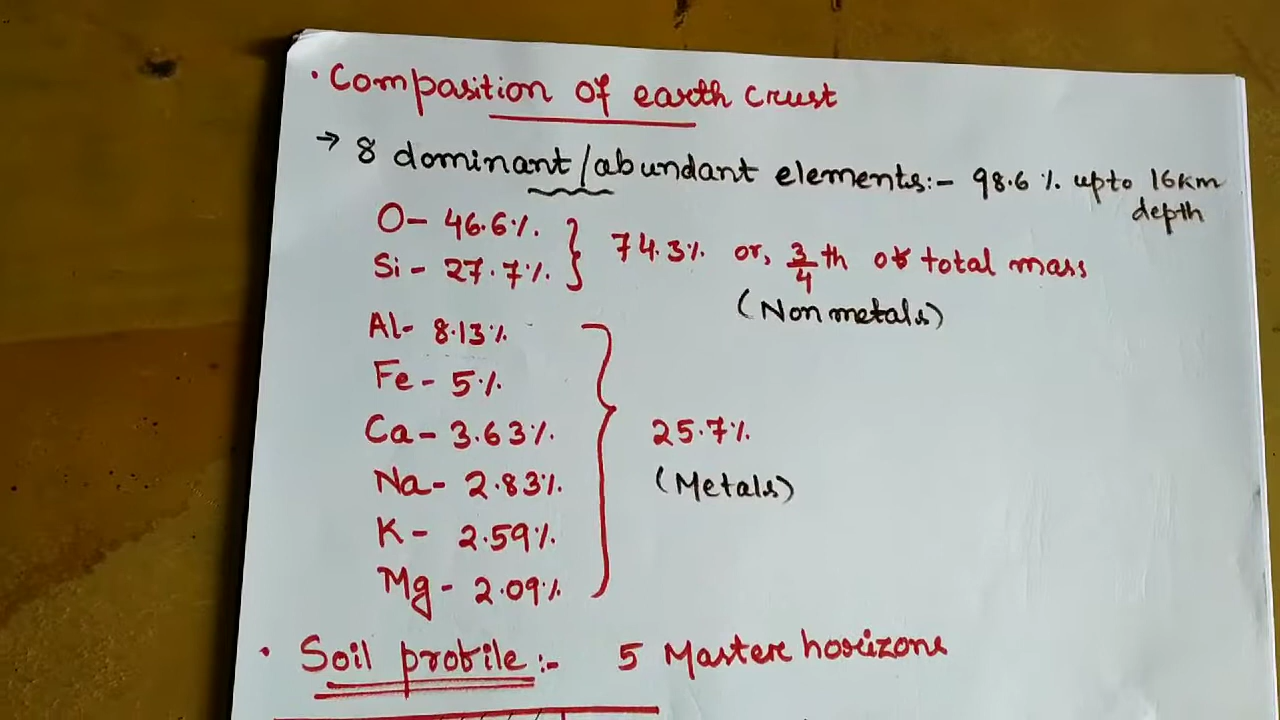 • Composition of earth crust
→ 8 dominant/abundant elements:- 98.6% upto 16km depth
O- 46.6%.
Si- 27.7%.
74.3% or, 3/4 th of total mass
(Non metals)
Al- 8.13%
Fe- 5%
Ca- 3.63%.
Na- 2.83%.
K- 2.59%.
Mg- 2.09%.
25.7%.
(Metals)
• Soil profile:- 5 Master horizons